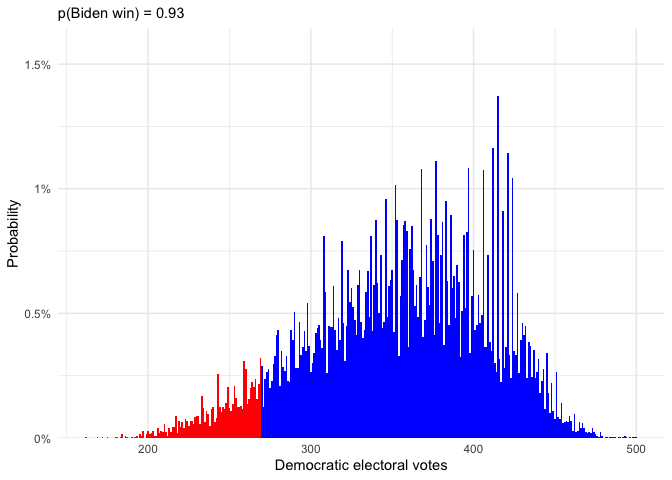 p(Biden win) = 0.93
1.5%
1%
0.5%
0%
Probability
200 300 400 500
Democratic electoral votes